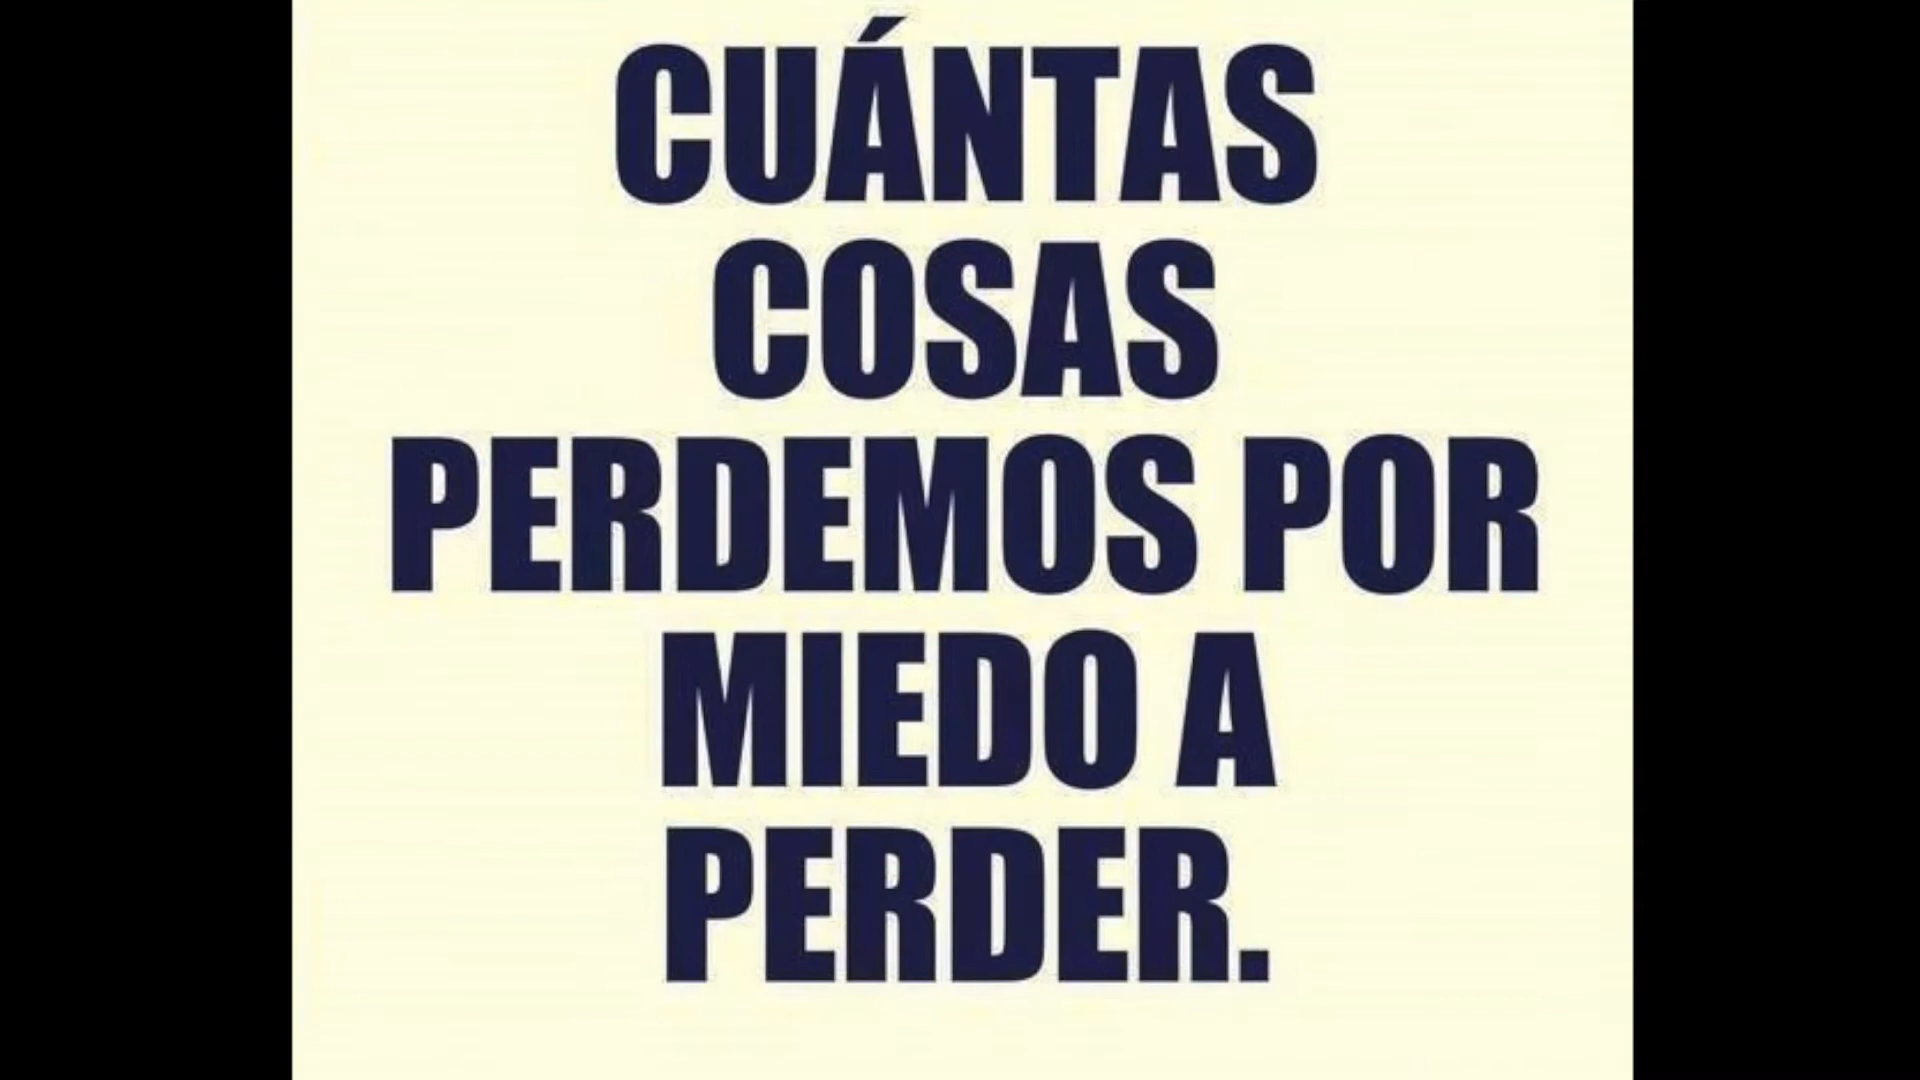 CUÁNTAS
COSAS
PERDEMOS POR
MIEDO A
PERDER.